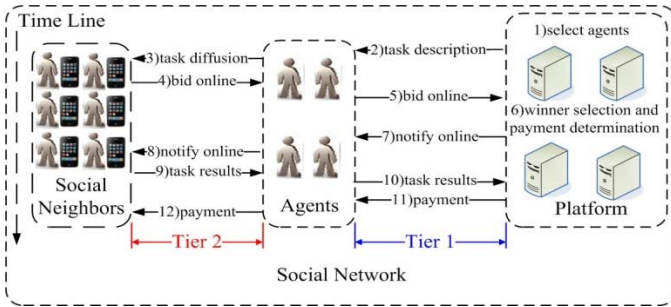 Time Line
1)select agents
2)task description
3)task diffusion
4)bid online
5)bid online
6)winner selection and
payment determination
7)notify online
8)notify online
9)task results
10)task results
11)payment
12)payment
Social
Neighbors
Agents
Platform
Tier 2
Tier 1
Social Network